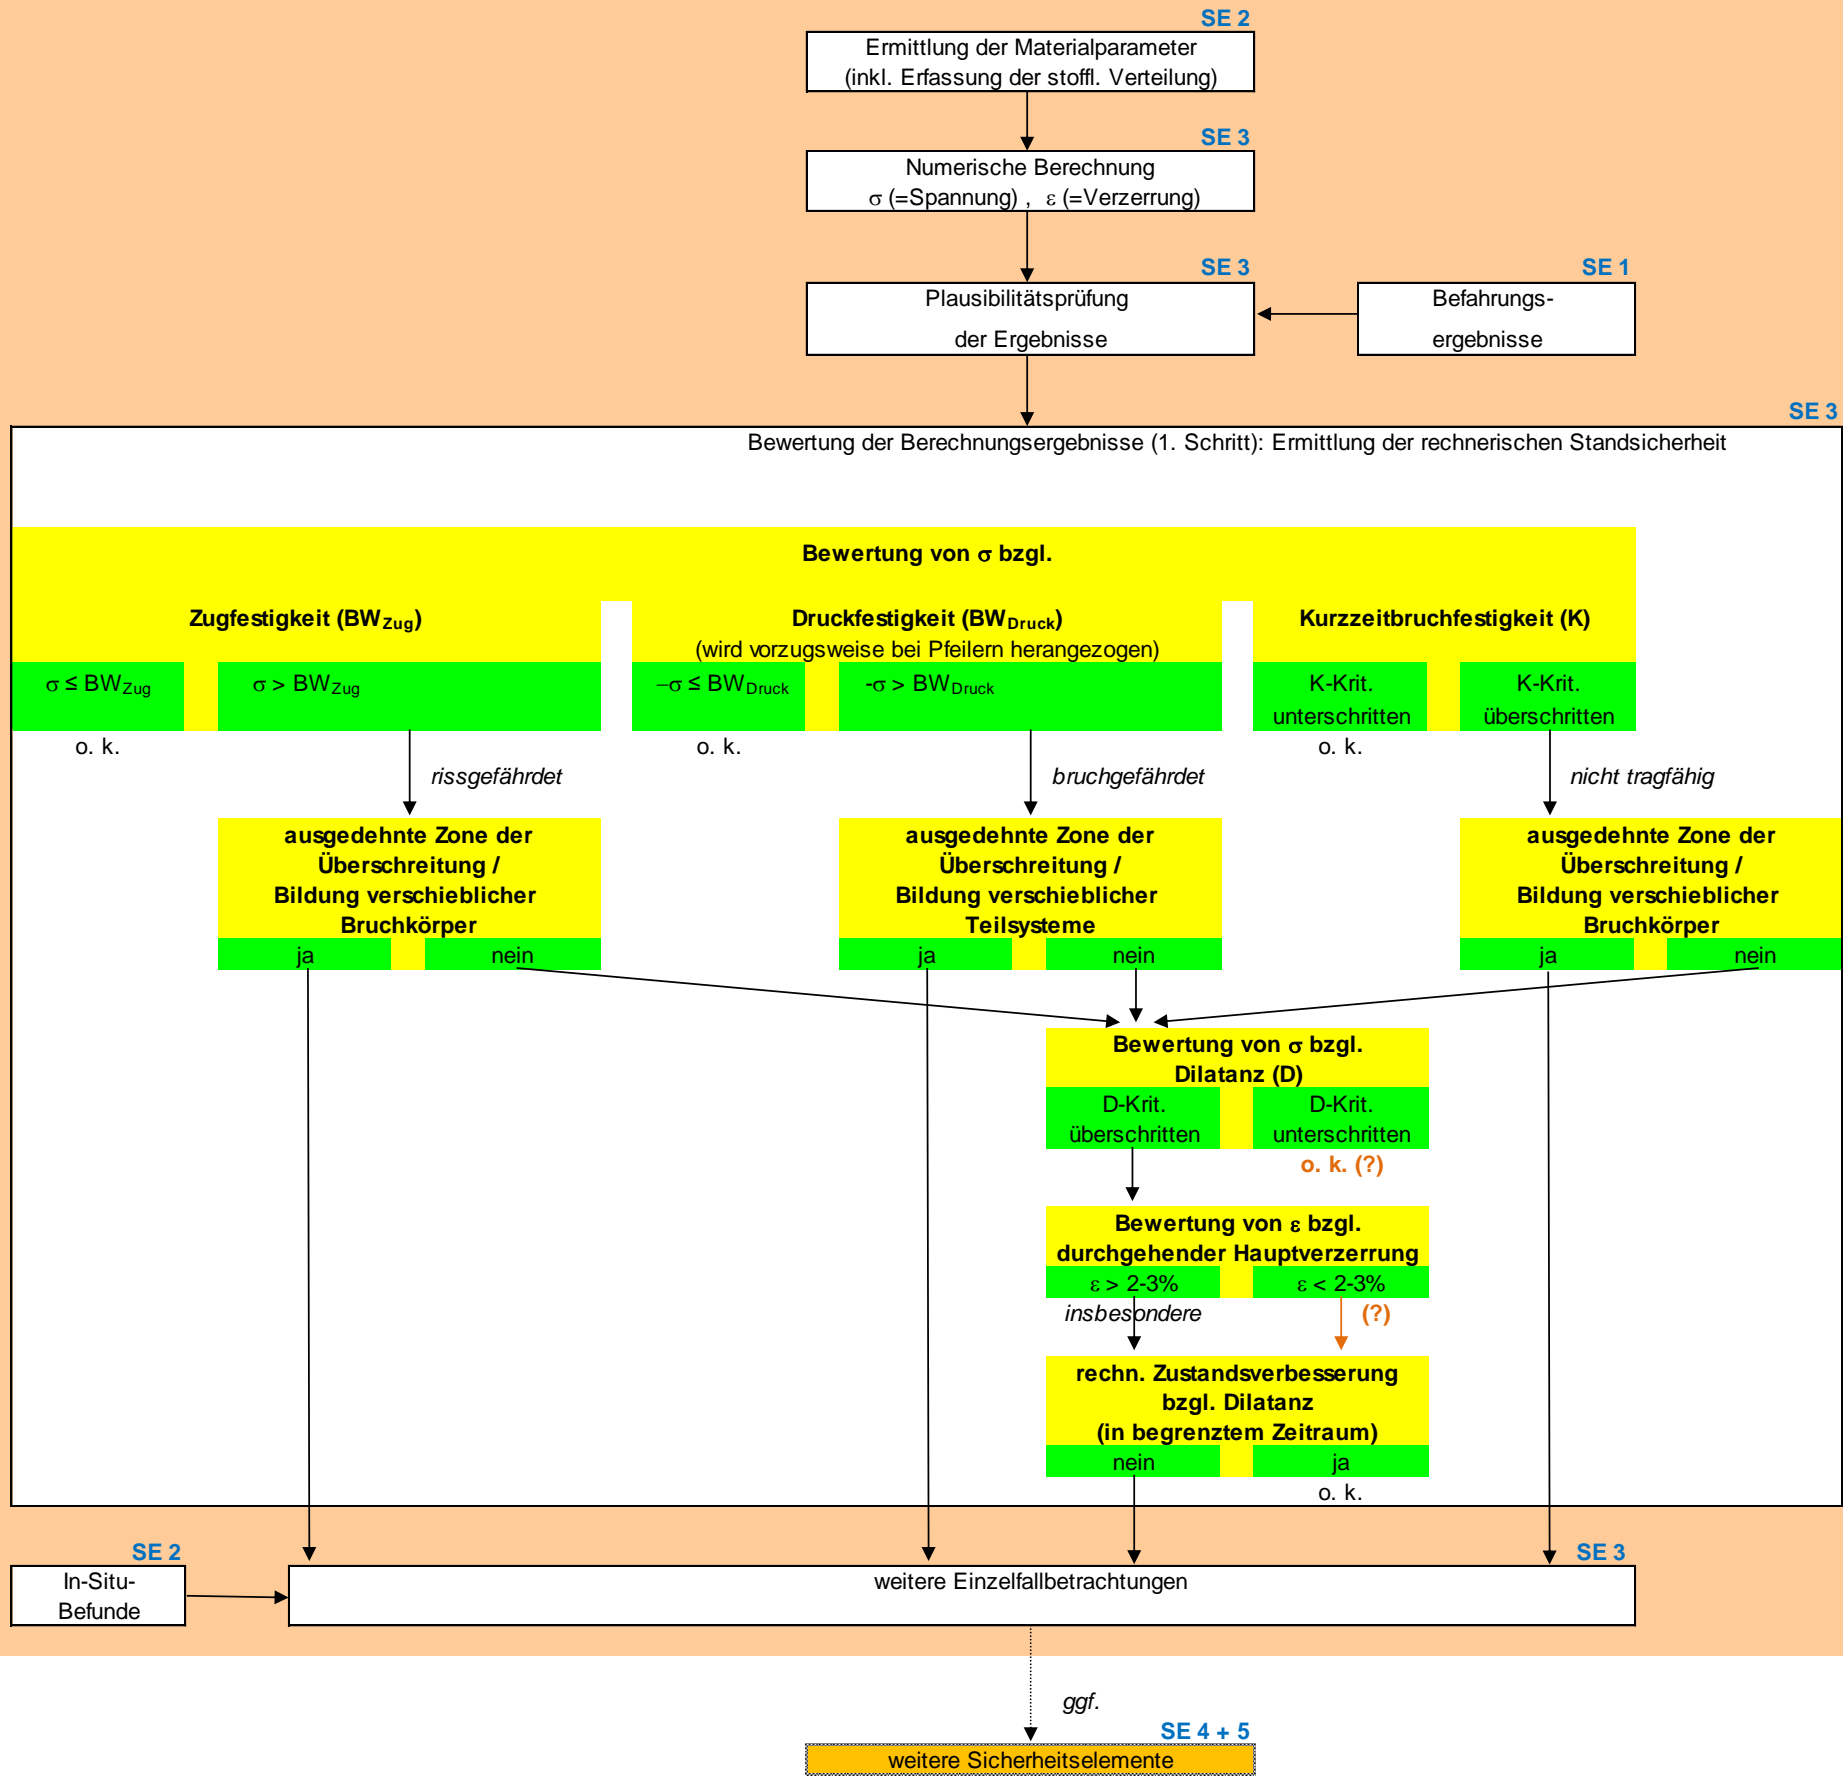 SE 2
Ermittlung der Materialparameter
(inkl. Erfassung der stoffl. Verteilung)
SE 3
Numerische Berechnung
σ (=Spannung) , ε (=Verzerrung)
SE 3
Plausibilitätsprüfung
der Ergebnisse
SE 1
Befahrungs-
ergebnisse
SE 3
Bewertung der Berechnungsergebnisse (1. Schritt): Ermittlung der rechnerischen Standsicherheit
Bewertung von σ bzgl.
Zugfestigkeit (BWZug)
Druckfestigkeit (BWDruck)
(wird vorzugsweise bei Pfeilern herangezogen)
Kurzzeitbruchfestigkeit (K)
σ ≤ BWZug
σ > BWZug
−σ ≤ BWDruck
-σ > BWDruck
K-Krit.
unterschritten
K-Krit.
überschritten
o. k.
o. k.
o. k.
rissgefährdet
bruchgefährdet
nicht tragfähig
ausgedehnte Zone der
Überschreitung /
Bildung verschieblicher
Bruchkörper
ja
nein
ausgedehnte Zone der
Überschreitung /
Bildung verschieblicher
Teilsysteme
ja
nein
ausgedehnte Zone der
Überschreitung /
Bildung verschieblicher
Bruchkörper
ja
nein
Bewertung von σ bzgl.
Dilatanz (D)
D-Krit.
überschritten
D-Krit.
unterschritten
o. k. (?)
Bewertung von ε bzgl.
durchgehender Hauptverzerrung
ε > 2-3%
ε < 2-3%
insbesondere
(?)
rechn. Zustandsverbesserung
bzgl. Dilatanz
(in begrenztem Zeitraum)
nein
ja
o. k.
SE 2
In-Situ-
Befunde
SE 3
weitere Einzelfallbetrachtungen
ggf.
SE 4 + 5
weitere Sicherheitselemente